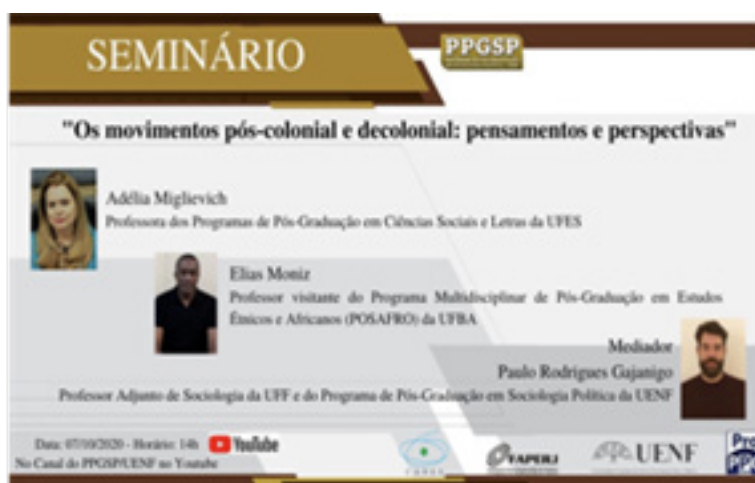 SEMINÁRIO
PPGSP
"Os movimentos pós-colonial e decolonial: pensamentos e perspectivas"
Adélia Miglievich
Professora dos Programas de Pós-Graduação em Ciências Sociais e Letras da UFES
Elias Moniz
Professor visitante do Programa Multidisciplinar de Pós-Graduação em Estudos
Étnicos e Africanos (POSAFRO) da UFBA
Mediador
Paulo Rodrigues Gajanigo
Professor Adjunto de Sociologia da UFF e do Programa de Pós-Graduação em Sociologia Política da UENF
Data: 07/10/2020 - Horário: 14h YouTube
No Canal do PPGSP/UENF no Youtube
CAPES FAPERJ UENF Pro